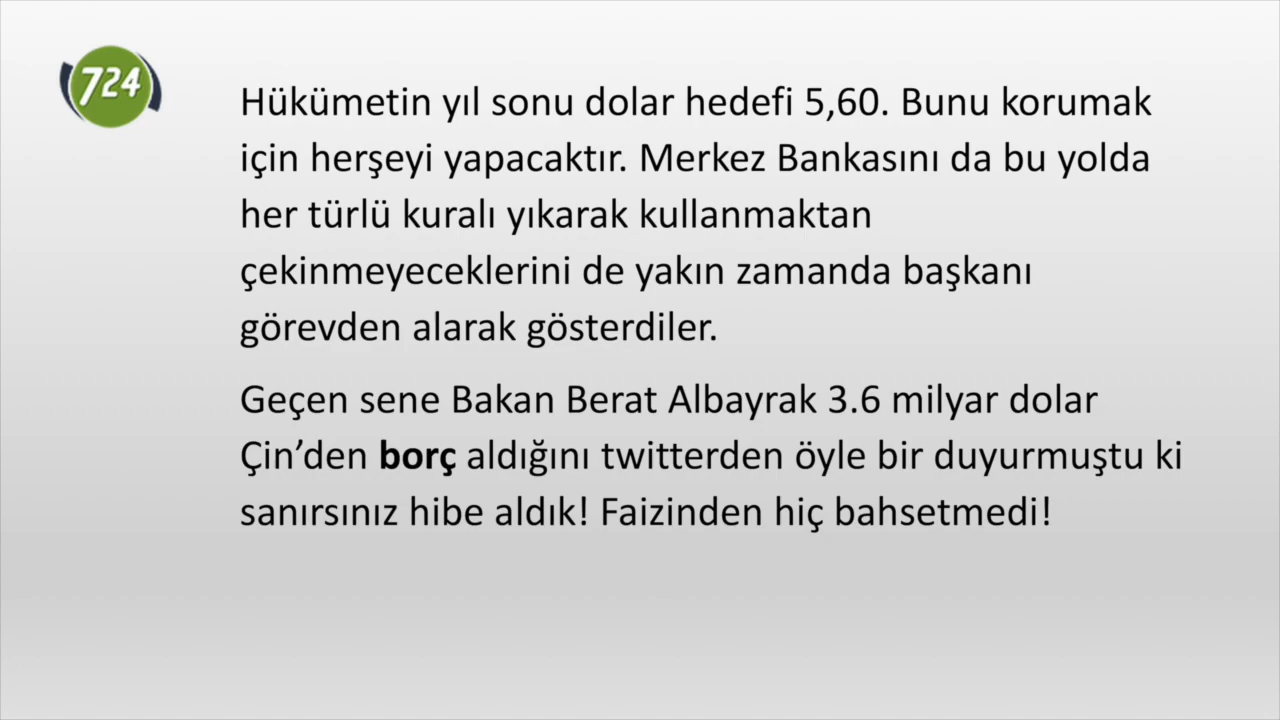 724
Hükümetin yıl sonu dolar hedefi 5,60. Bunu korumak
için herşeyi yapacaktır. Merkez Bankasını da bu yolda
her türlü kuralı yıkarak kullanmaktan
çekinmeyeceklerini de yakın zamanda başkanı
görevden alarak gösterdiler.
Geçen sene Bakan Berat Albayrak 3.6 milyar dolar
Çin’den borç aldığını twitterden öyle bir duyurmuştu ki
sanırsınız hibe aldık! Faizinden hiç bahsetmedi!